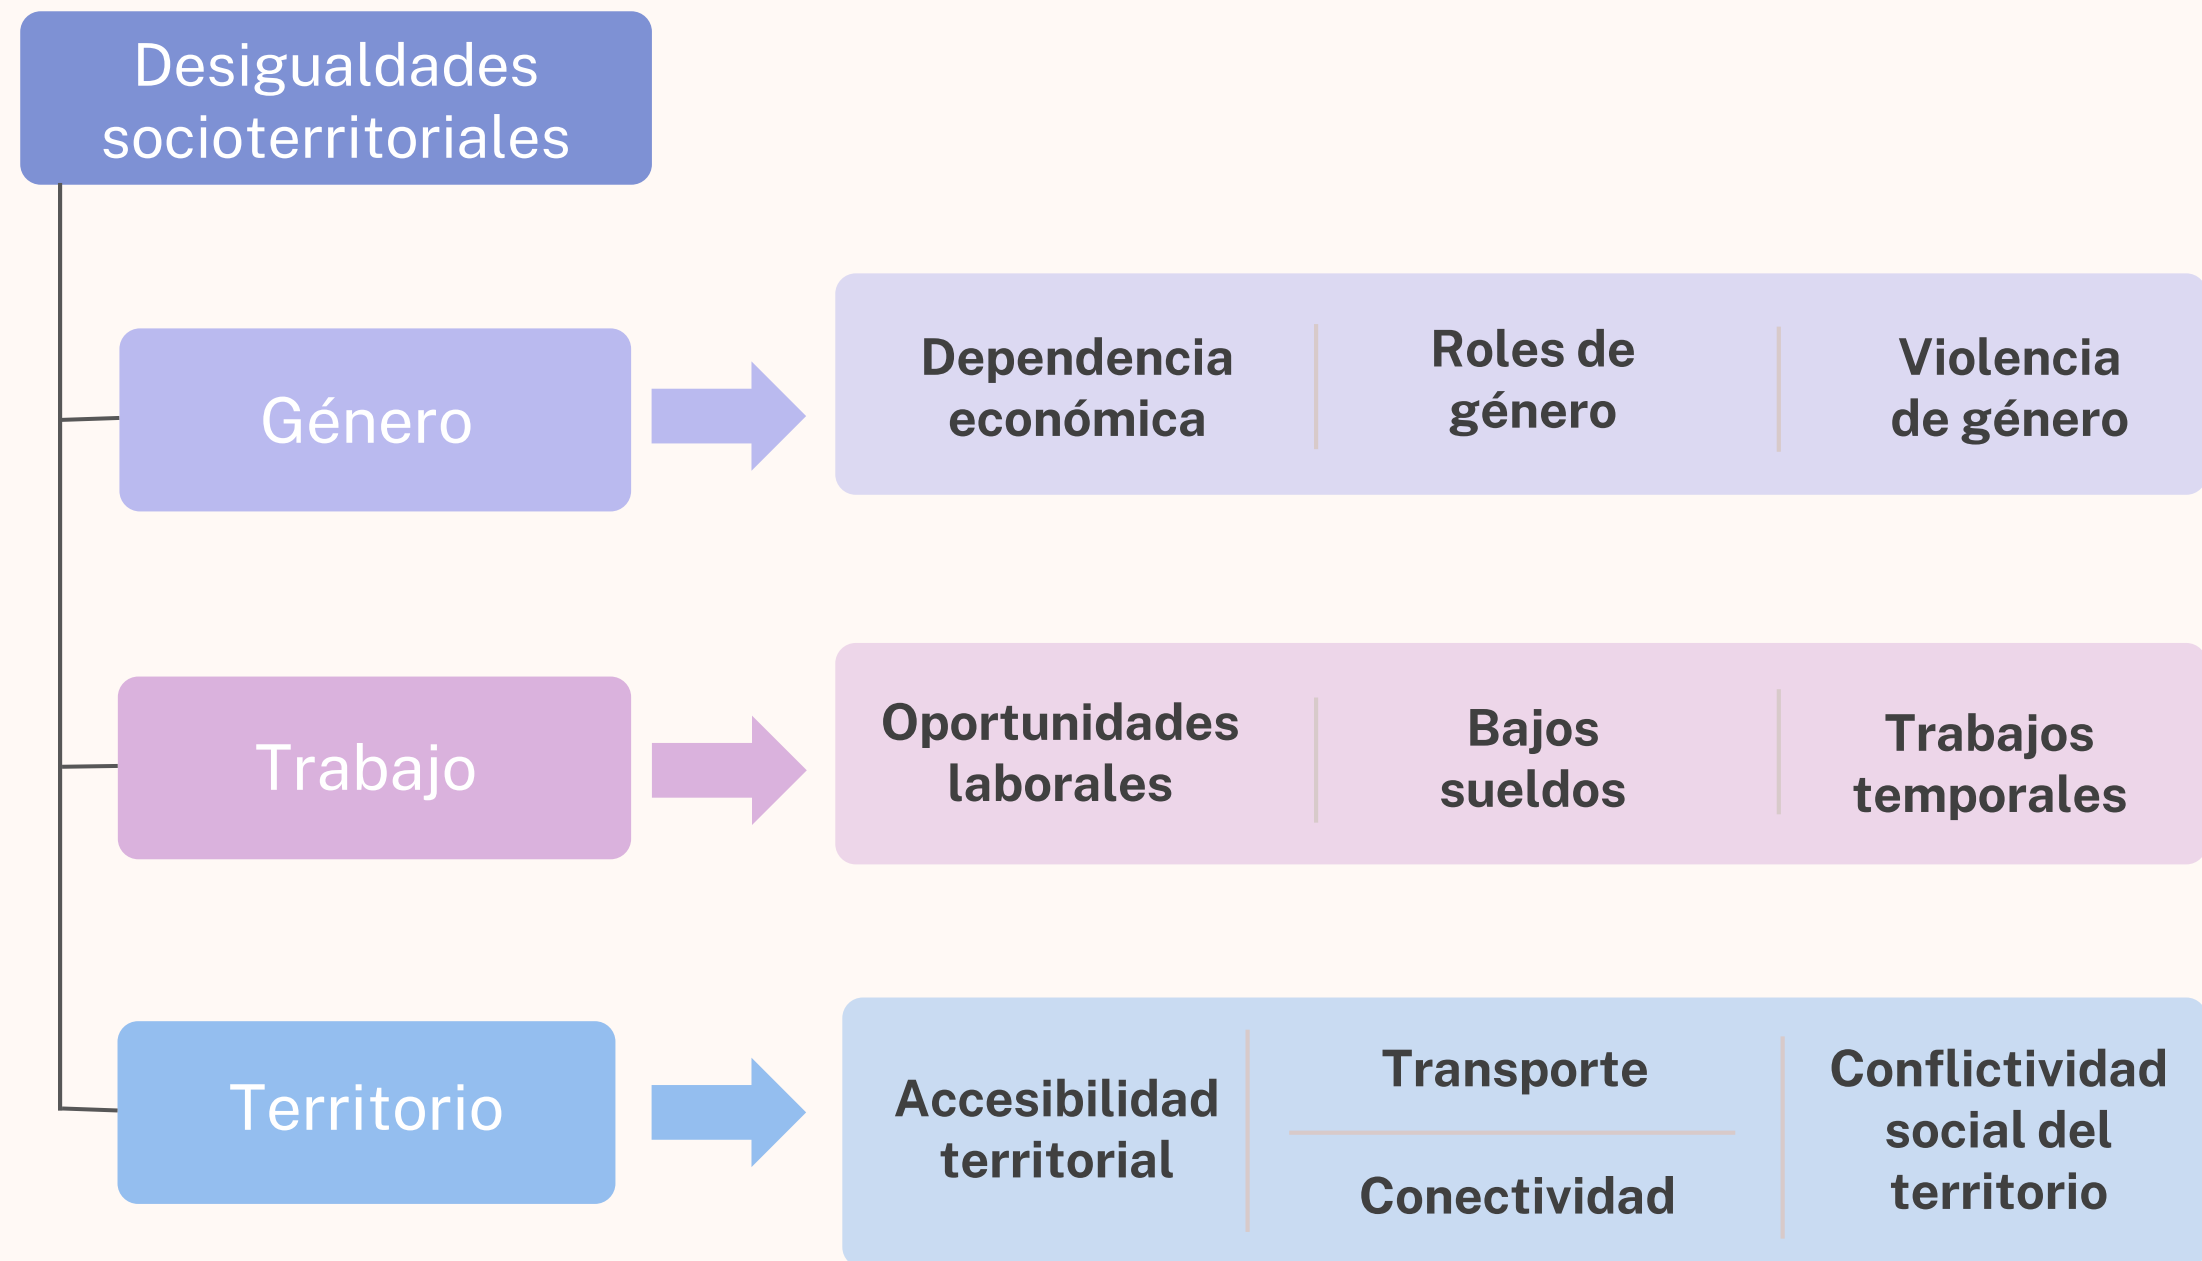 Desigualdades
socioterritoriales
Género
Dependencia
económica
Roles de
género
Violencia
de género
Trabajo
Oportunidades
laborales
Bajos
sueldos
Trabajos
temporales
Territorio
Accesibilidad
territorial
Transporte
Conectividad
Conflictividad
social del
territorio